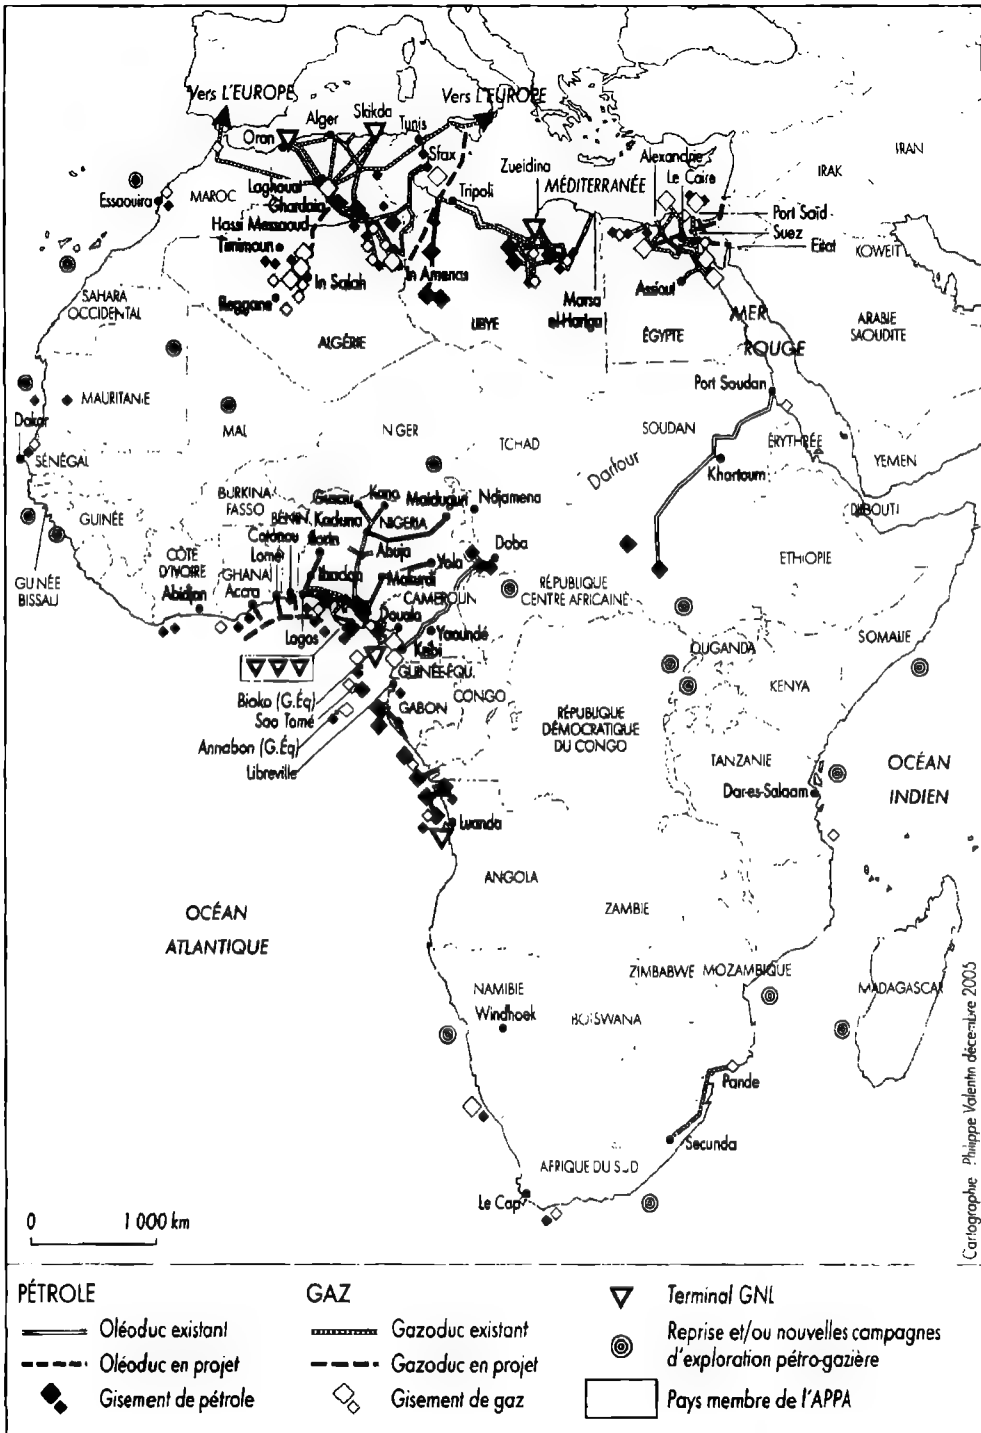 Vers L'EUROPE
Vers L'EUROPE
Oran
Alger
Skikda
Tunis
Sfax
Zueidina
MÉDITERRANÉE
Alexandrie
Le Caire
IRAK
IRAN
Essaouira
MAROC
Laghouat
Ghardaïa
Tripoli
Port Saïd
Suez
Eilat
KOWEIT
Hassi Messaoud
Timimoun
In Salah
In Amenas
Reggane
Marsa
el-Hariga
Assiout
SAHARA
OCCIDENTAL
ALGÉRIE
LIBYE
ÉGYPTE
MER
ROUGE
ARABIE
SAOUDITE
Port Soudan
MAURITANIE
Dakar
MAL
NIGER
TCHAD
SOUDAN
ÉRYTHRÉE
SÉNÉGAL
Darfour
Khartoum
YEMEN
BURKINA
FASSO
Gusau
Kano
Maiduguri
Ndjamena
GUINÉE
BÉNIN
Kaduna
NIGERIA
DJIBOUTI
Cotonou
Ilorin
Lomé
Abuja
Doba
CÔTE
D'IVOIRE
GHANA
Ibadan
Yola
Makurdi
ETHIOPIE
GUINÉE
BISSAU
Abidjan
Accra
CAMEROUN
RÉPUBLIQUE
CENTRE AFRICAINE
Lagos
Douala
Yaoundé
Kribi
OUGANDA
SOMALIE
GUINÉE-ÉQU.
KENYA
Bioko (G.Éq)
Sao Tomé
CONGO
GABON
RÉPUBLIQUE
DÉMOCRATIQUE
DU CONGO
Annabon (G.Éq)
Libreville
TANZANIE
OCÉAN
INDIEN
Dar-es-Salaam
Luanda
ANGOLA
OCÉAN
ATLANTIQUE
ZAMBIE
ZIMBABWE
MOZAMBIQUE
NAMIBIE
MADAGASCAR
Windhoek
BOTSWANA
Pande
Secunda
AFRIQUE DU SUD
Le Cap
0
1 000 km
Cartographie Philippe Valentin décembre 2005
PÉTROLE
Oléoduc existant
Oléoduc en projet
Gisement de pétrole
GAZ
Gazoduc existant
Gazoduc en projet
Gisement de gaz
Terminal GNL
Reprise et/ou nouvelles campagnes
d'exploration pétro-gazière
Pays membre de l'APPA